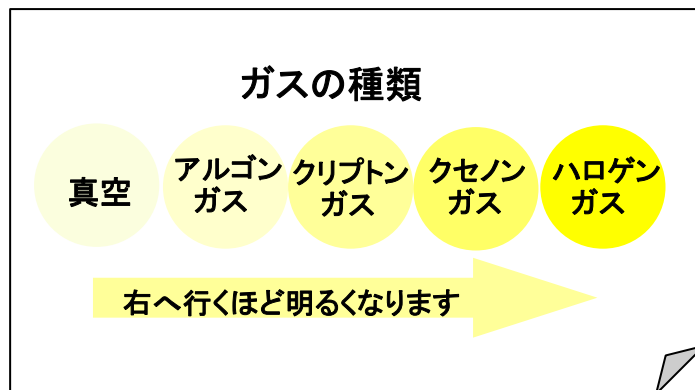 ガスの種類
真空
アルゴン
ガス
クリプトン
ガス
クセノン
ガス
ハロゲン
ガス
右へ行くほど明るくなります